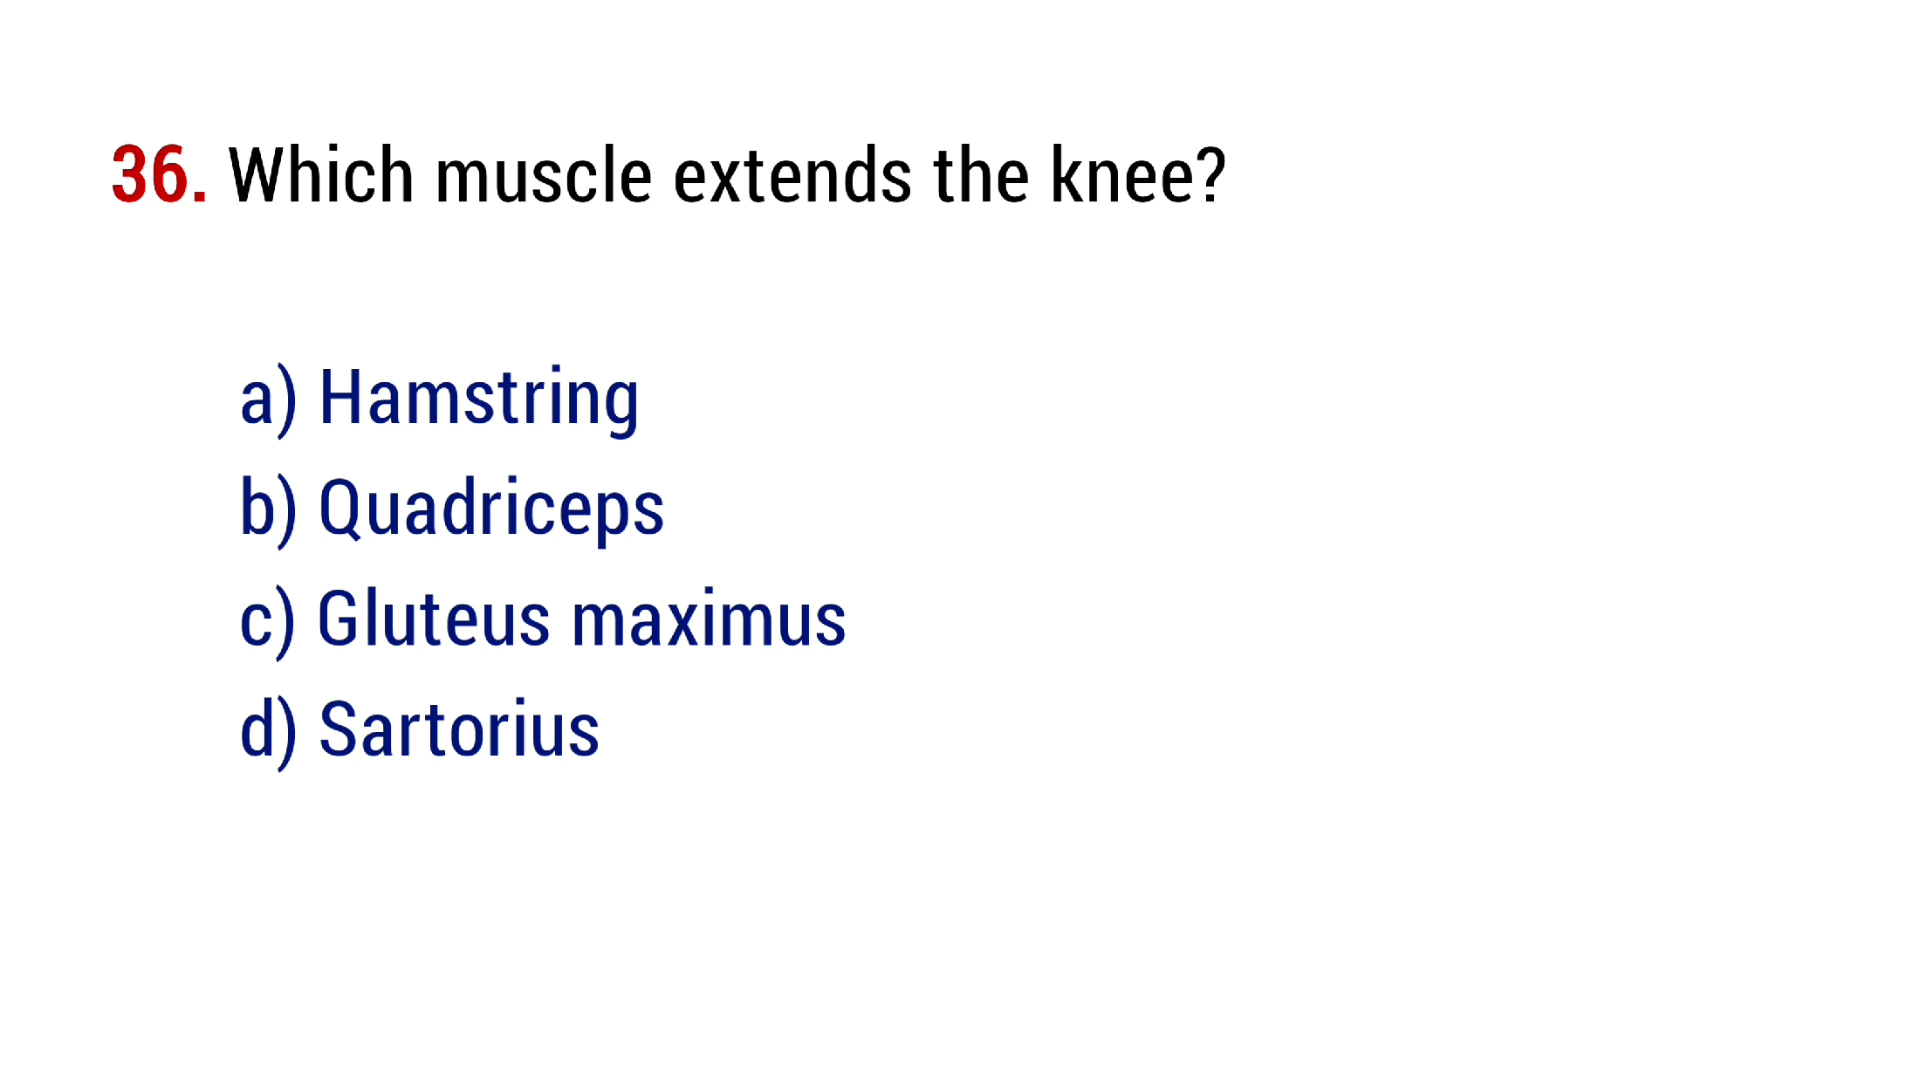 36. Which muscle extends the knee?
a) Hamstring
b) Quadriceps
c) Gluteus maximus
d) Sartorius